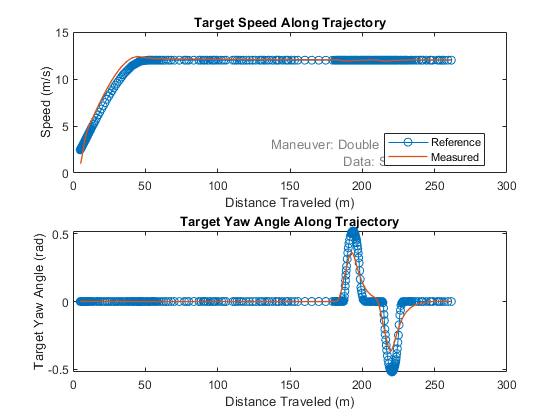 Target Speed Along Trajectory
15
10
5
0
Speed (m/s)
Maneuver: Double
Data:
Reference
Measured
0 50 100 150 200 250 300
Distance Traveled (m)
Target Yaw Angle Along Trajectory
0.5
0
-0.5
Target Yaw Angle (rad)
0 50 100 150 200 250 300
Distance Traveled (m)